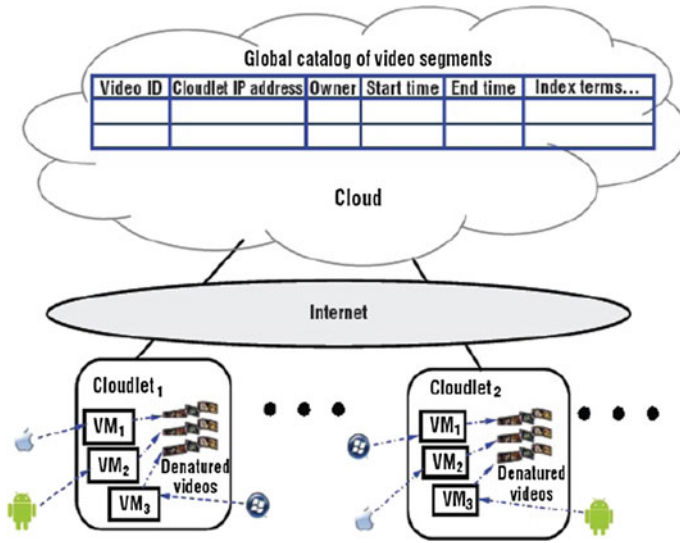 Global catalog of video segments
Video ID Cloudlet IP address Owner Start time End time Index terms...
Cloud
Internet
Cloudlet1
VM1
VM2
VM3
Denatured
videos
Cloudlet2
VM1
VM2
VM3
Denatured
videos